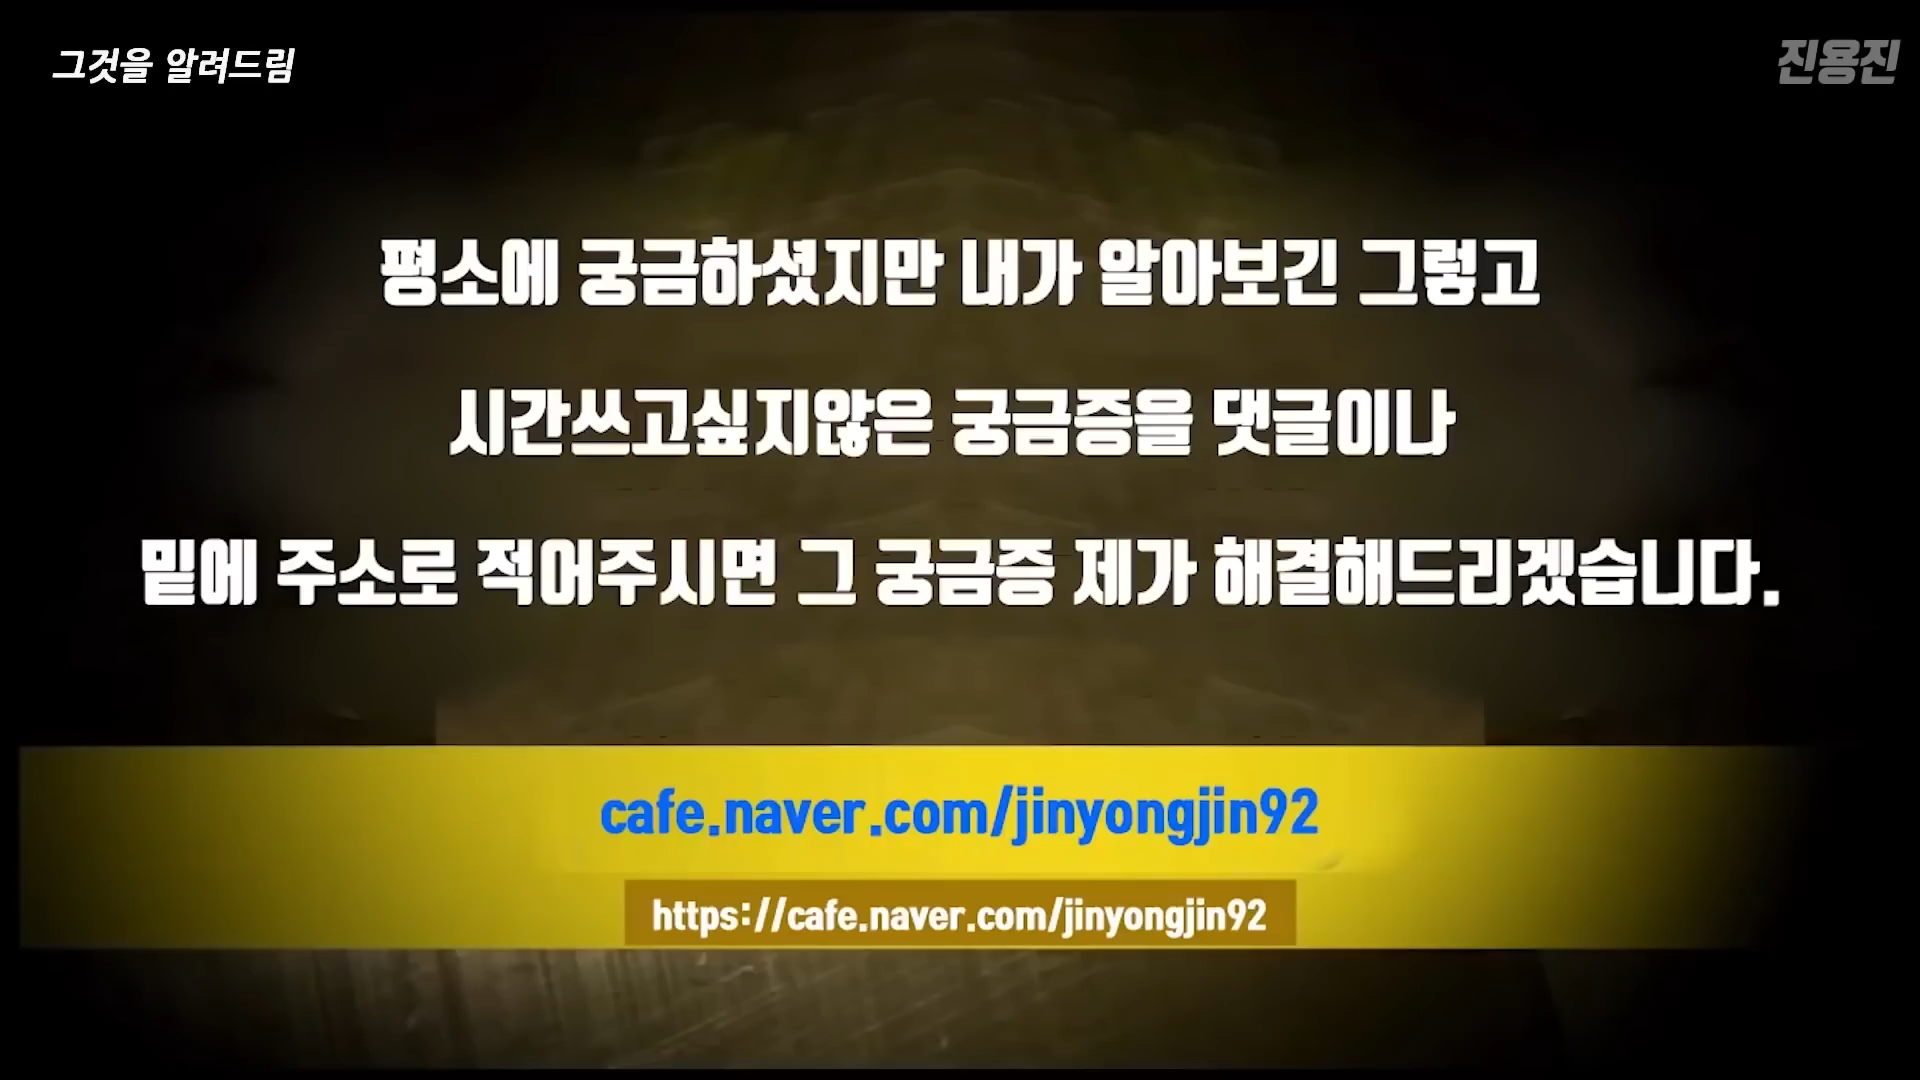 그것을 알려드림
진용진
평소에 궁금하셨지만 내가 알아보긴 그렇고
시간쓰고싶지않은 궁금증을 댓글이나
밑에 주소로 적어주시면 그 궁금증 제가 해결해드리겠습니다.
cafe.naver.com/jinyongjin92
https://cafe.naver.com/jinyongjin92